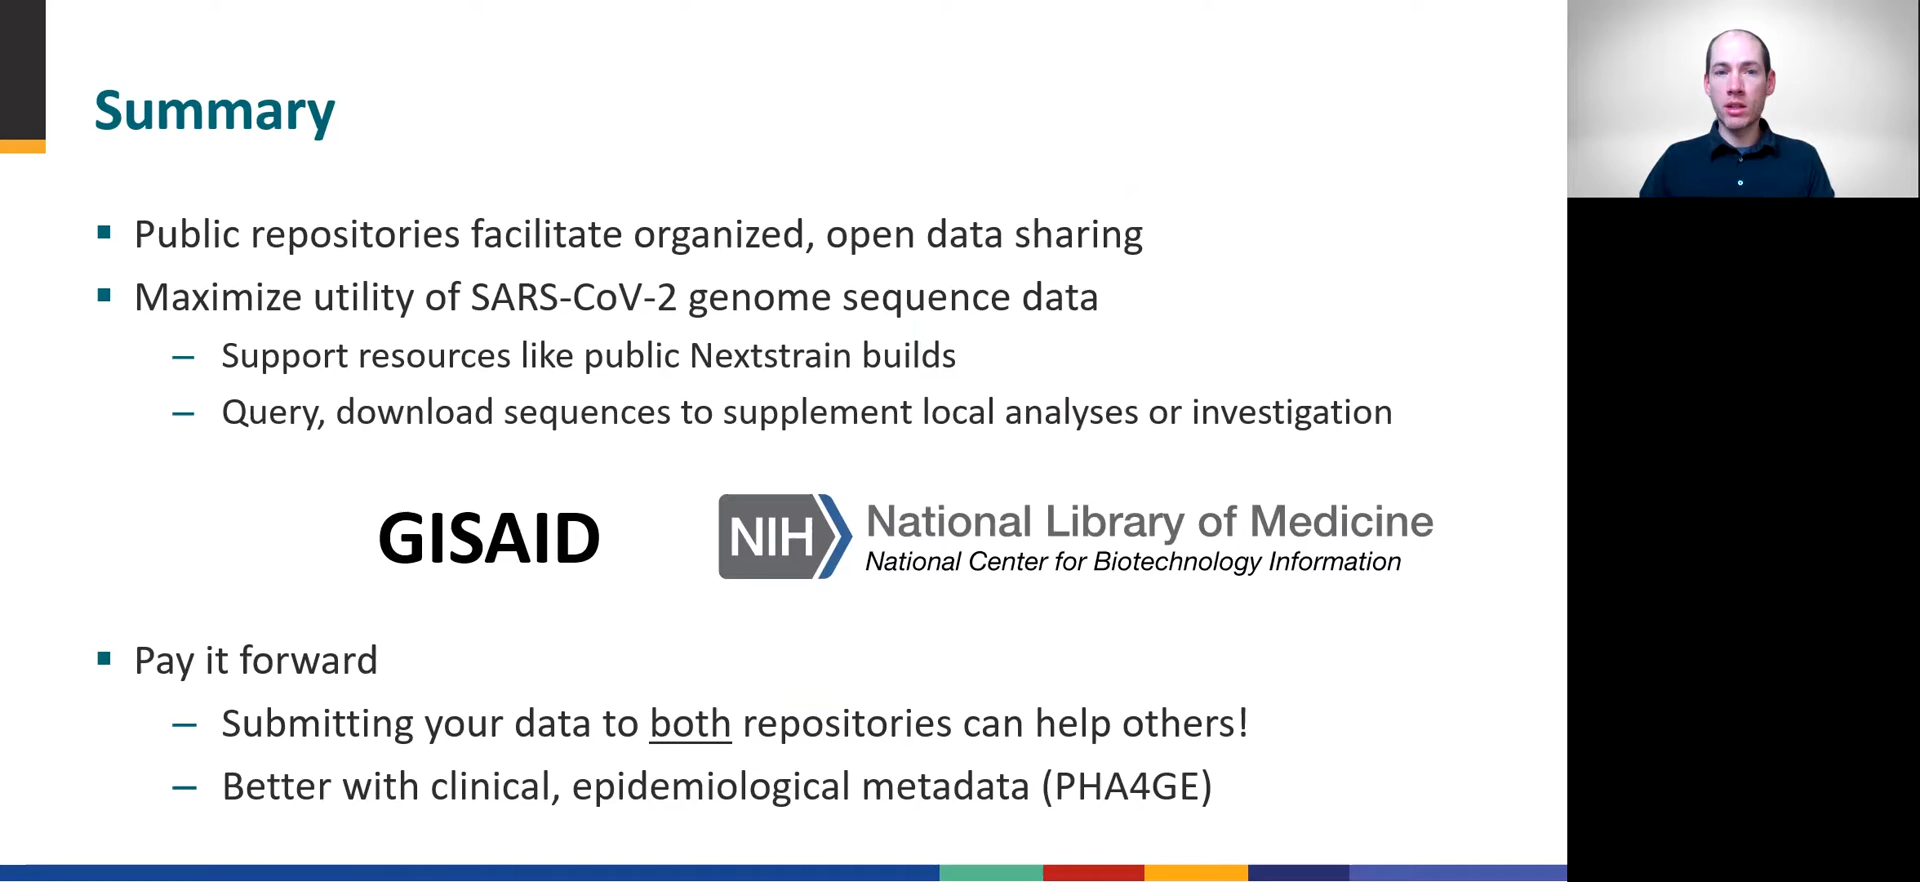 Summary
Public repositories facilitate organized, open data sharing
Maximize utility of SARS-CoV-2 genome sequence data
– Support resources like public Nextstrain builds
– Query, download sequences to supplement local analyses or investigation
GISAID
NIH National Library of Medicine
National Center for Biotechnology Information
Pay it forward
– Submitting your data to both repositories can help others!
– Better with clinical, epidemiological metadata (PHA4GE)